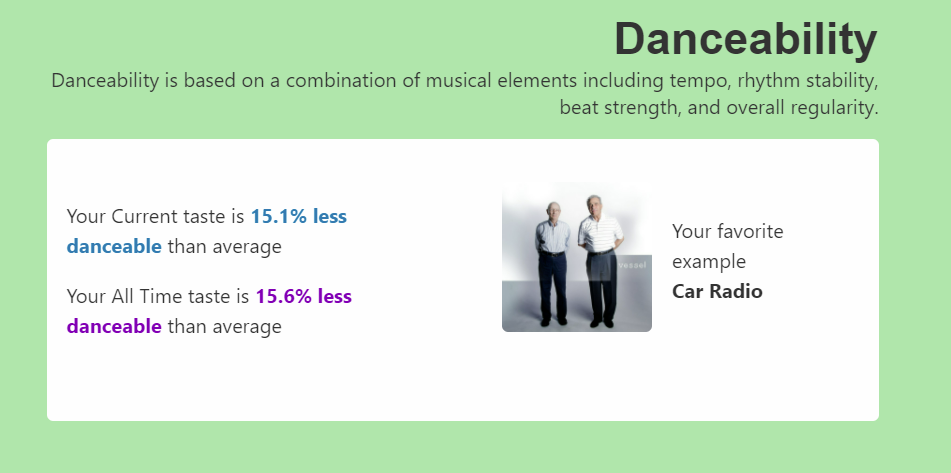 Danceability
Danceability is based on a combination of musical elements including tempo, rhythm stability,
beat strength, and overall regularity.
Your Current taste is 15.1% less
danceable than average
Your All Time taste is 15.6% less
danceable than average
vessel
Your favorite
example
Car Radio